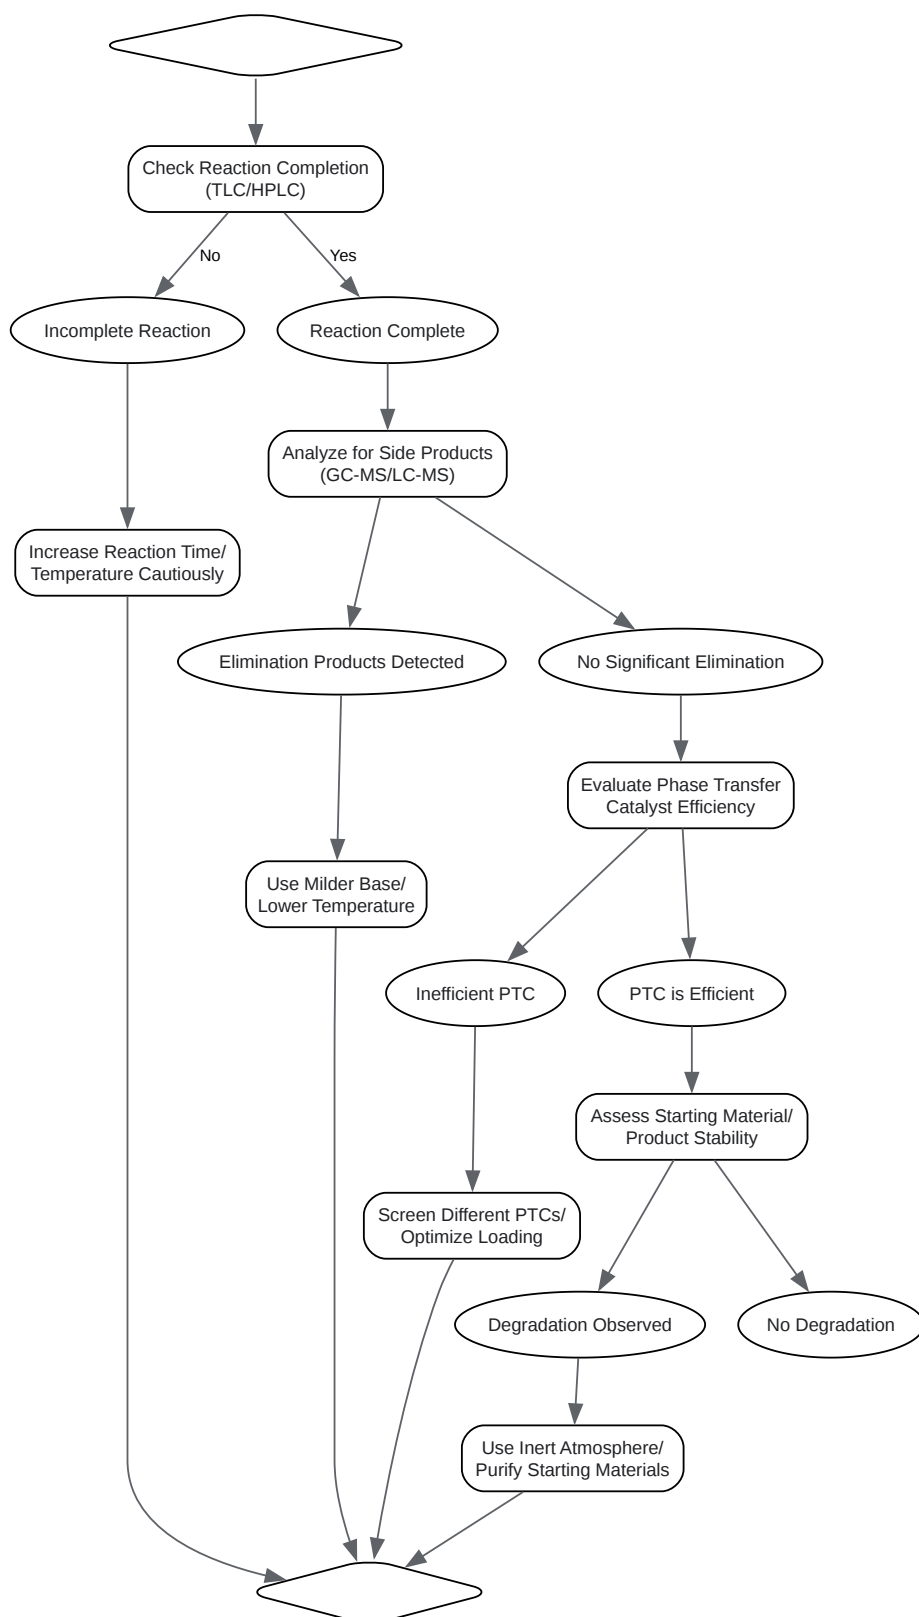 Check Reaction Completion
(TLC/HPLC)
No
Yes
Incomplete Reaction
Reaction Complete
Analyze for Side Products
(GC-MS/LC-MS)
Increase Reaction Time/
Temperature Cautiously
Elimination Products Detected
No Significant Elimination
Evaluate Phase Transfer
Catalyst Efficiency
Use Milder Base/
Lower Temperature
Inefficient PTC
PTC is Efficient
Assess Starting Material/
Product Stability
Screen Different PTCs/
Optimize Loading
Degradation Observed
No Degradation
Use Inert Atmosphere/
Purify Starting Materials